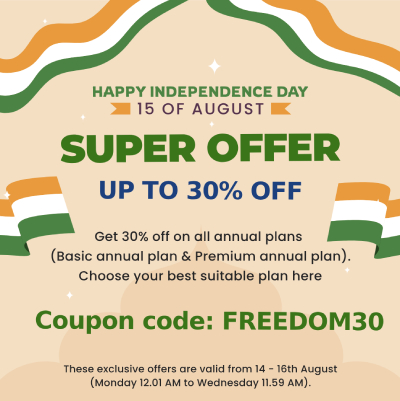 HAPPY INDEPENDENCE DAY
15 OF AUGUST
SUPER OFFER
UP TO 30% OFF
Get 30% off on all annual plans
(Basic annual plan & Premium annual plan).
Choose your best suitable plan here
Coupon code: FREEDOM30
These exclusive offers are valid from 14 - 16th August
(Monday 12.01 AM to Wednesday 11.59 AM).